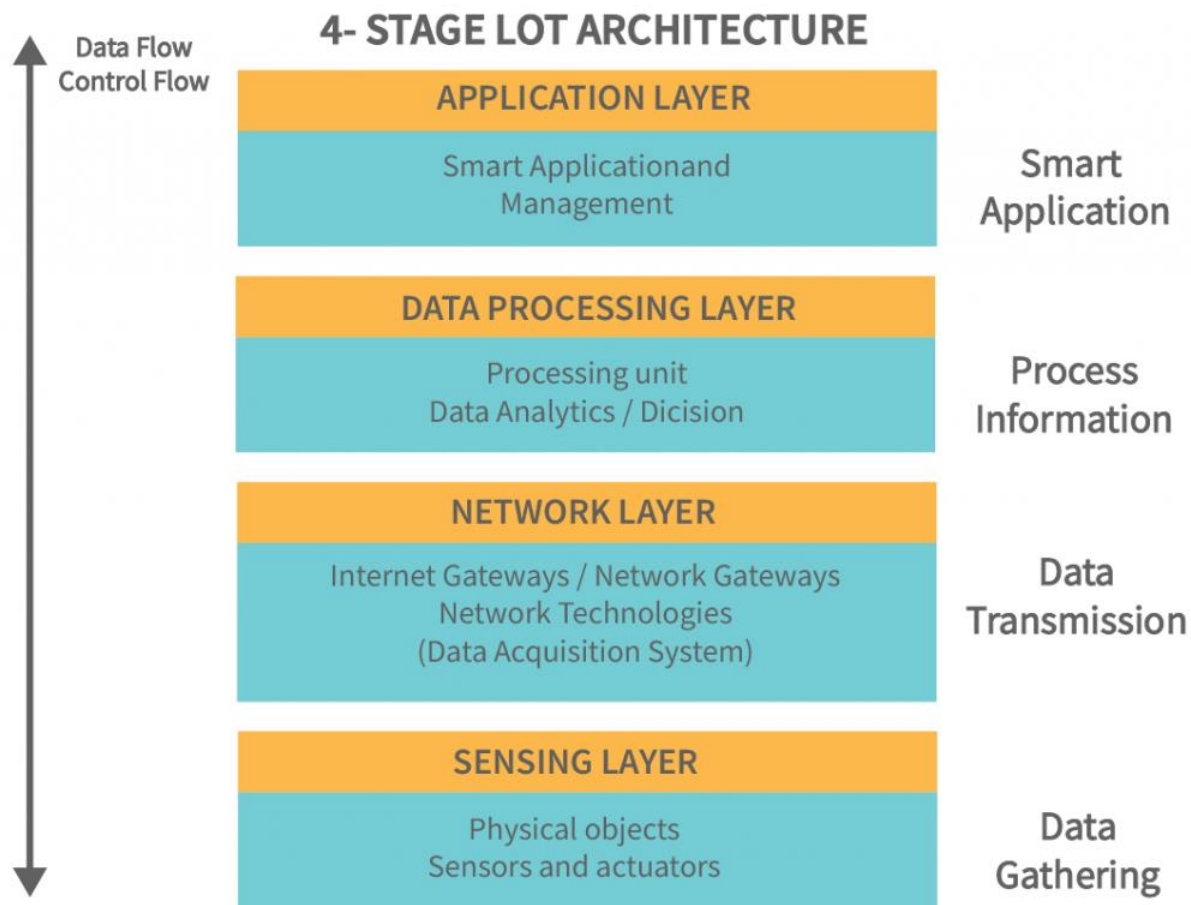 4- STAGE LOT ARCHITECTURE
Data Flow
Control Flow
APPLICATION LAYER
Smart Applicationand
Management
Smart
Application
DATA PROCESSING LAYER
Processing unit
Data Analytics / Dicision
Process
Information
NETWORK LAYER
Internet Gateways / Network Gateways
Network Technologies
(Data Acquisition System)
Data
Transmission
SENSING LAYER
Physical objects
Sensors and actuators
Data
Gathering